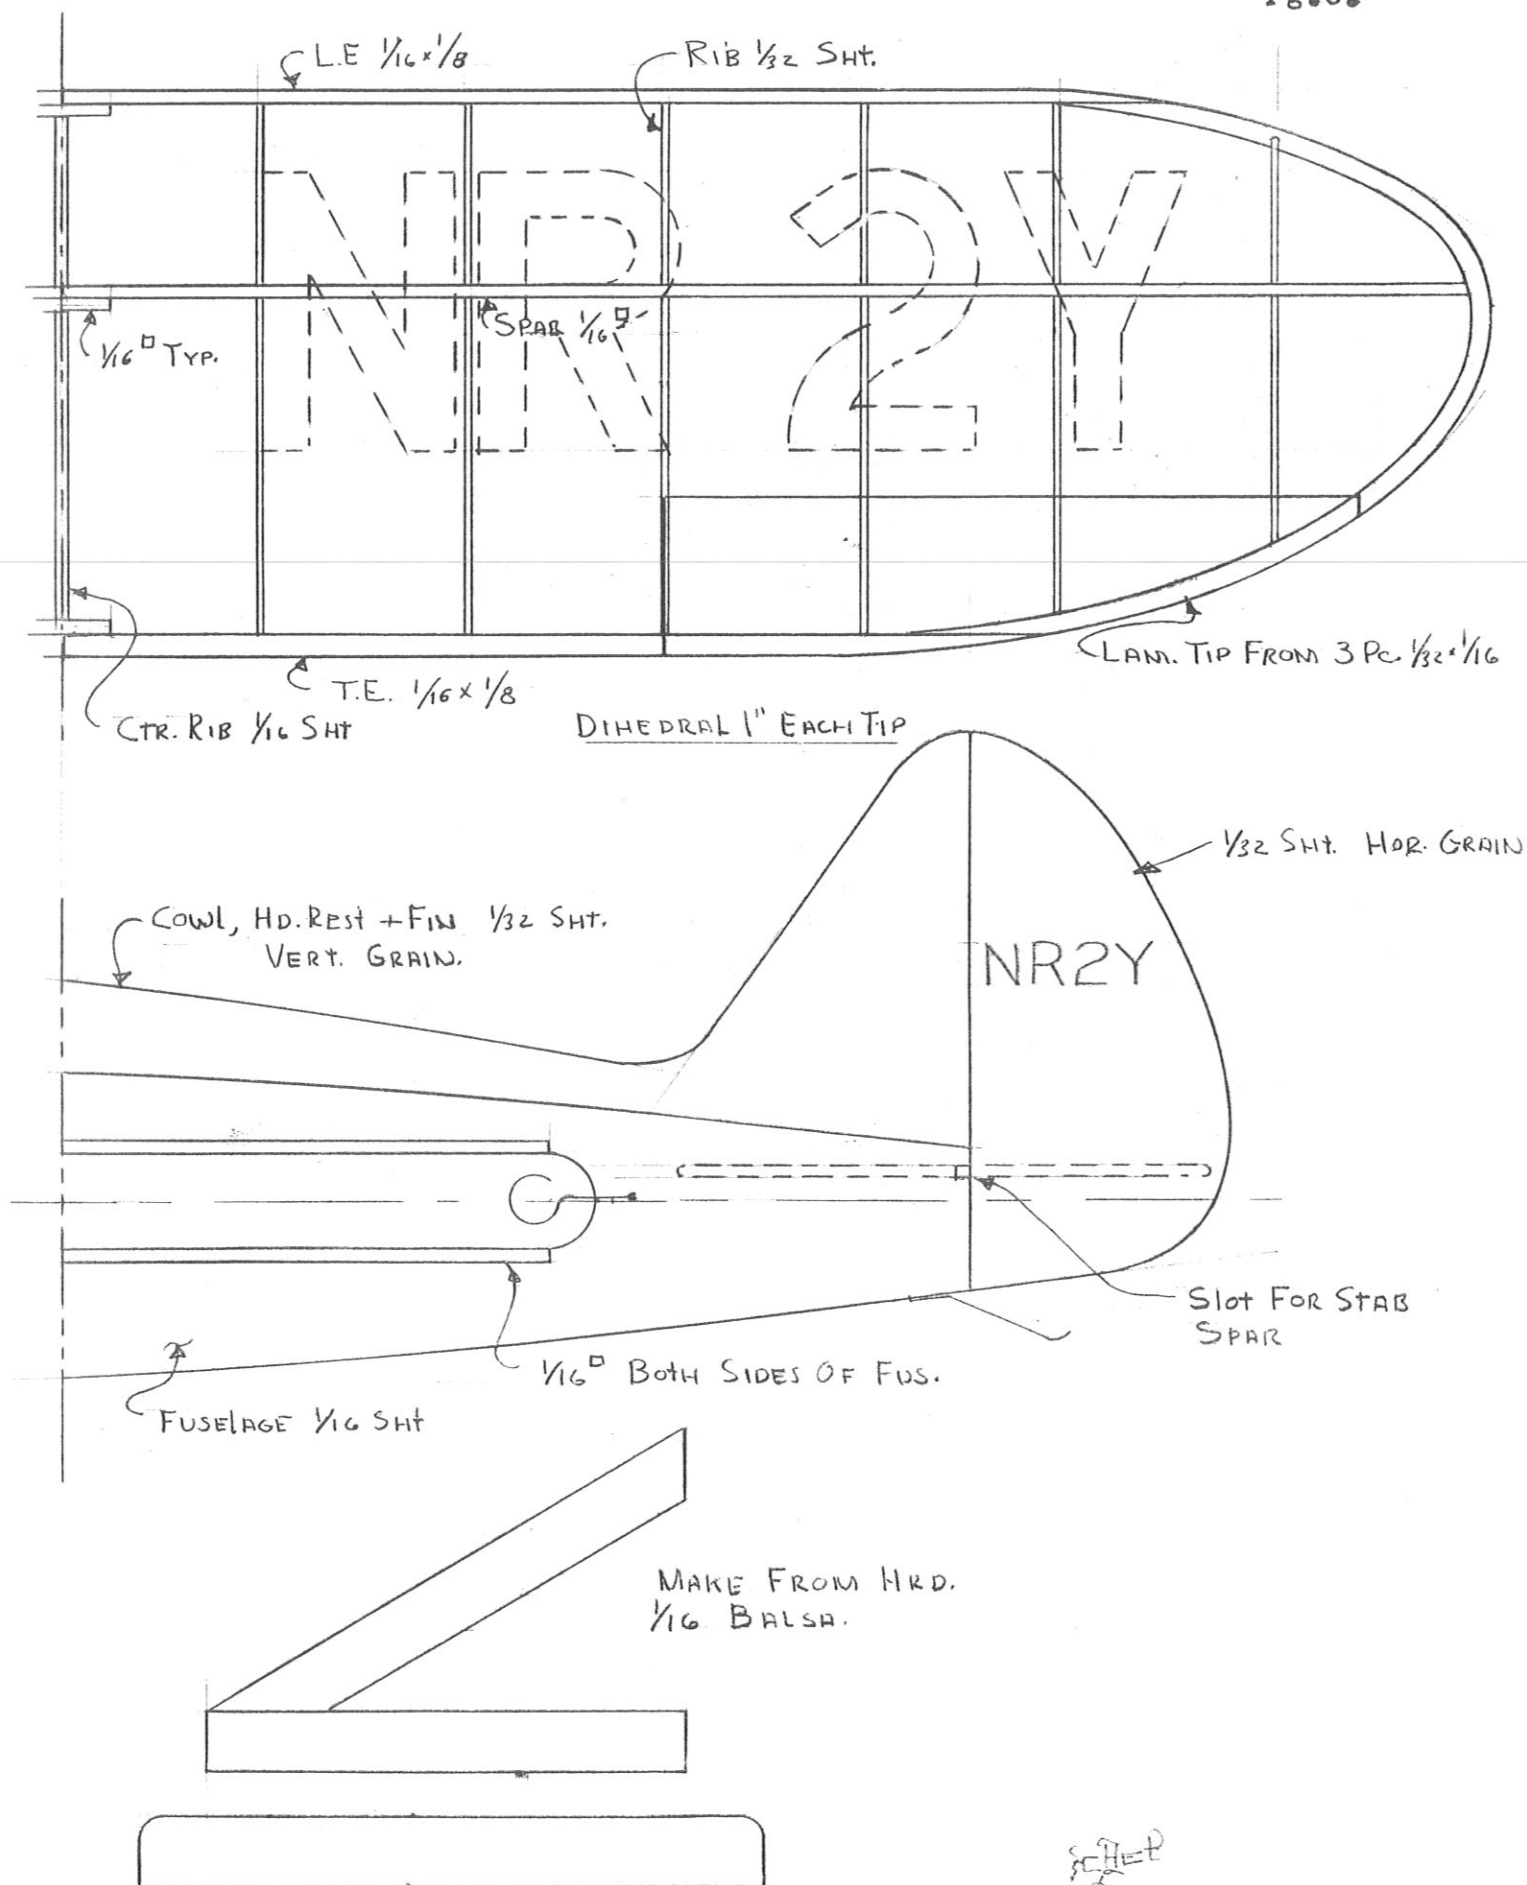 L.E 1/16 x 1/8
RIB 1/32 SHT.
NR 2Y
SPAR 1/16 □
1/16 □ TYP.
LAM. TIP FROM 3 PC. 1/32 x 1/16
T.E. 1/16 x 1/8
CTR. RIB 1/16 SHT
DIHEDRAL 1" EACH TIP
1/32 SHT. HOR. GRAIN
COWL, HD. REST + FIN 1/32 SHT.
VERT. GRAIN.
NR2Y
SLOT FOR STAB
SPAR
1/16 □ BOTH SIDES OF FUS.
FUSELAGE 1/16 SHT
MAKE FROM HRD.
1/16 BALSA.